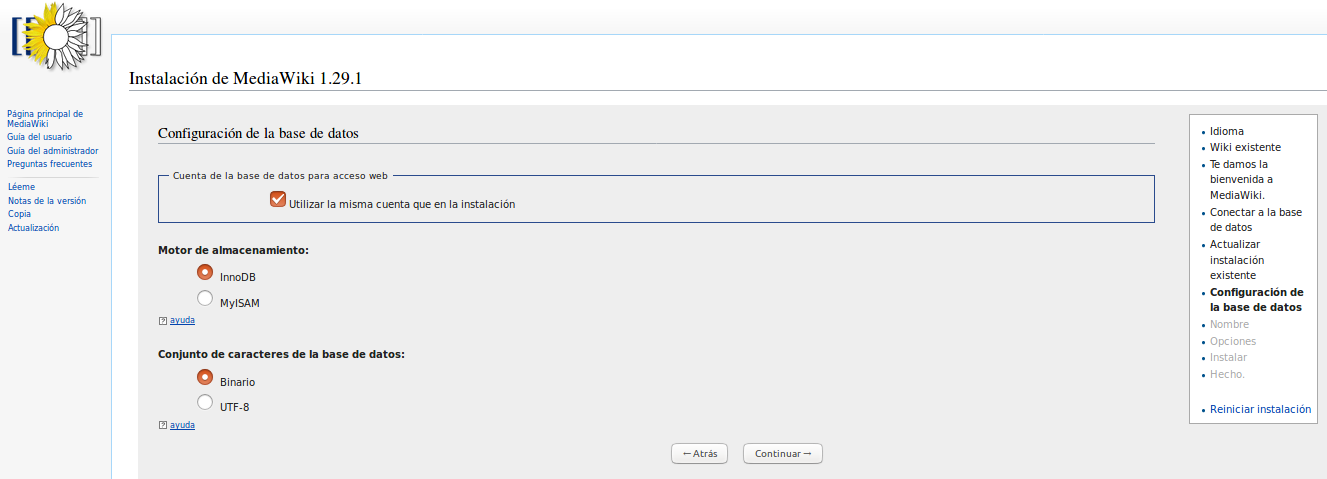 Instalación de MediaWiki 1.29.1
Página principal de
MediaWiki
Guía del usuario
Guía del administrador
Preguntas frecuentes
Léeme
Notas de la versión
Copia
Actualización
Configuración de la base de datos
Cuenta de la base de datos para acceso web
Utilizar la misma cuenta que en la instalación
Motor de almacenamiento:
InnoDB
MyISAM
? ayuda
Conjunto de caracteres de la base de datos:
Binario
UTF-8
? ayuda
← Atrás
Continuar →
• Idioma
• Wiki existente
• Te damos la
bienvenida a
MediaWiki.
• Conectar a la base
de datos
• Actualizar
instalación
existente
• Configuración de
la base de datos
• Nombre
• Opciones
• Instalar
• Hecho.
• Reiniciar instalación